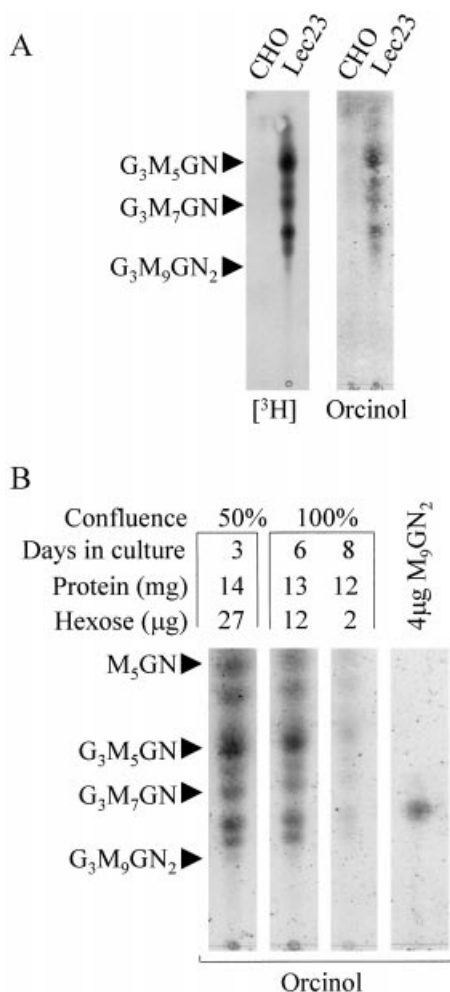 A
CHO Lec23 CHO Lec23
G₃M₅GN
G₃M₇GN
G₃M₉GN₂
[³H] Orcinol
B
Confluence 50% 100%
Days in culture 3 6 8
Protein (mg) 14 13 12
Hexose (µg) 27 12 2
4µg M₉GN₂
M₅GN
G₃M₅GN
G₃M₇GN
G₃M₉GN₂
Orcinol